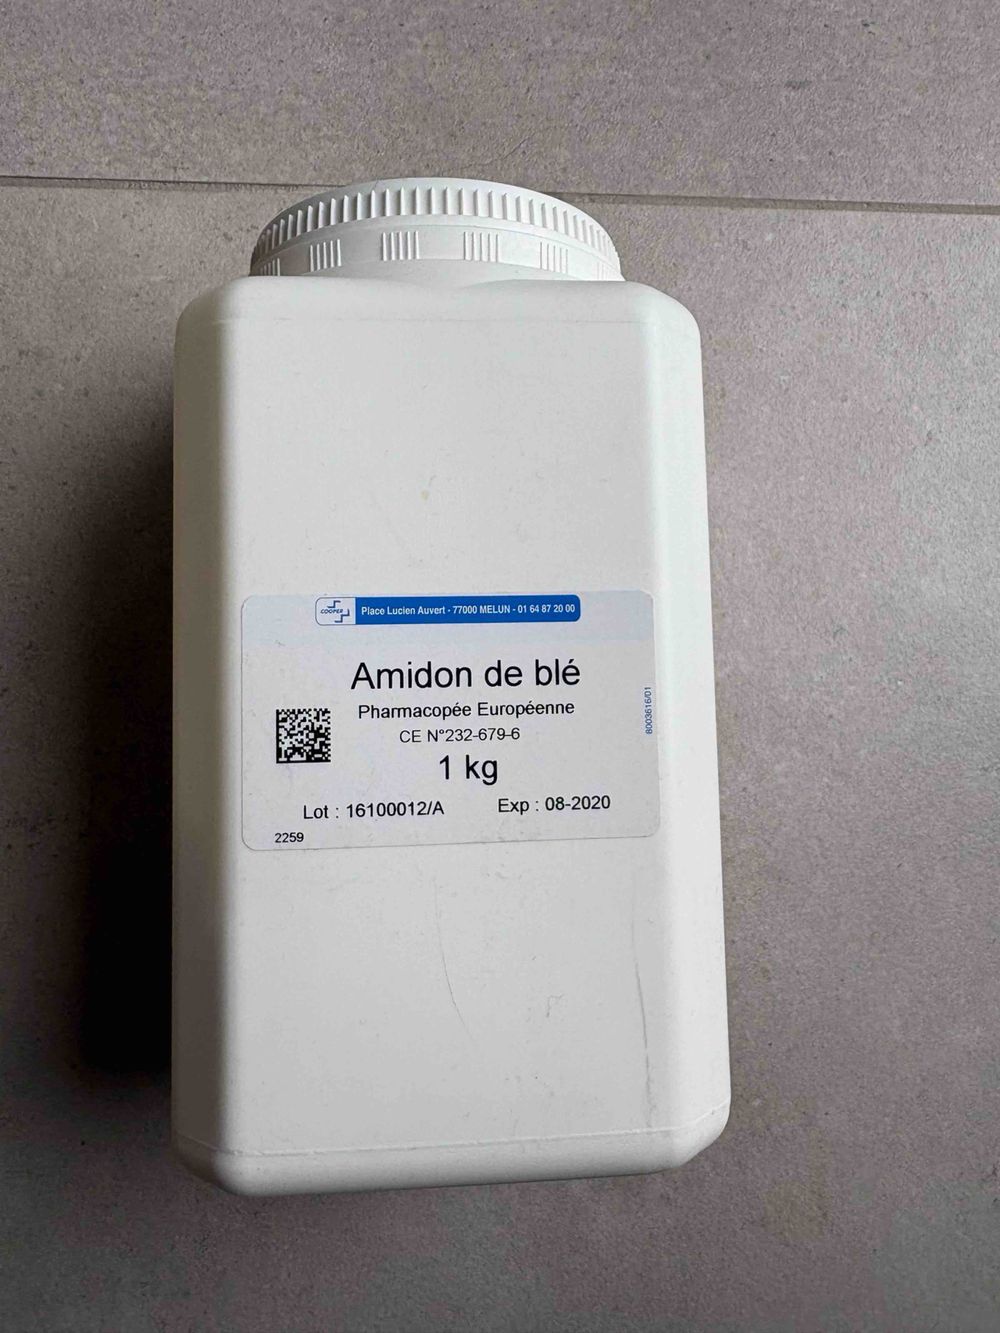 COOPER
Place Lucien Auvert - 77000 MELUN - 01 64 87 20 00
Amidon de blé
Pharmacopée Européenne
CE N°232-679-6
1 kg
Lot : 16100012/A Exp : 08-2020
2259
8003616/01